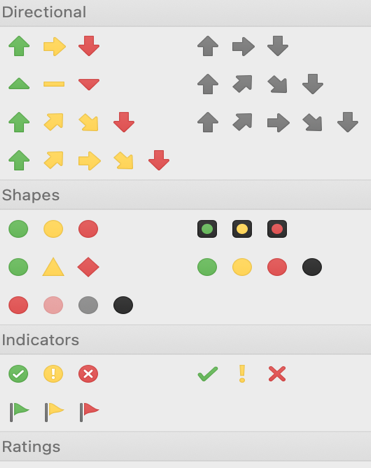 Directional
Shapes
Indicators
Ratings